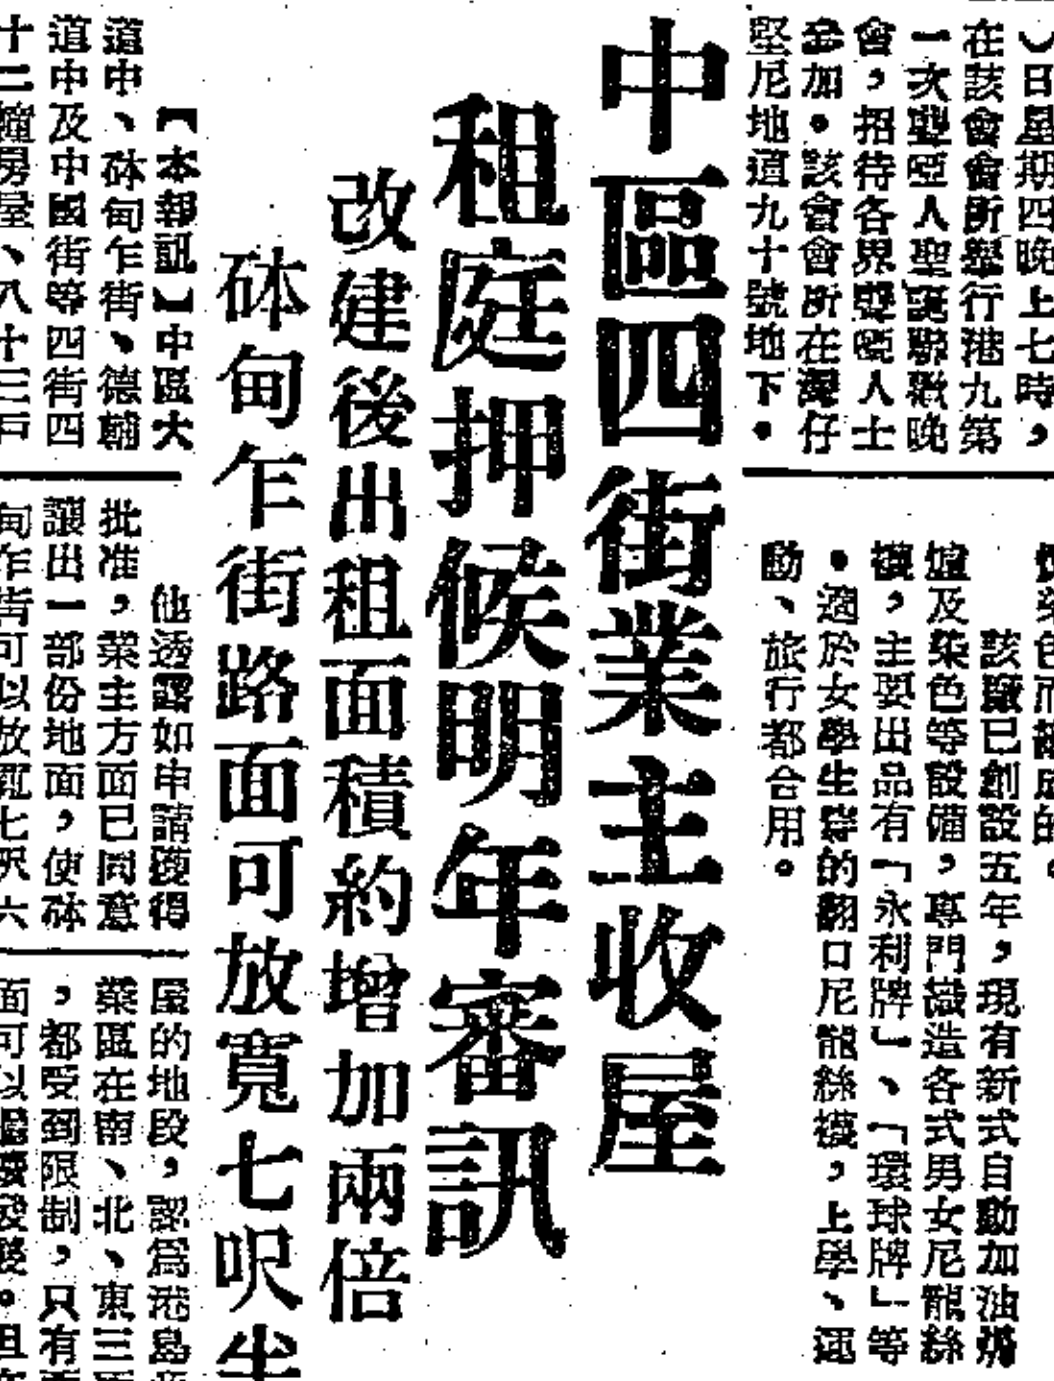 日星期四晚上七時，
在該會會所舉行港九第
一次聾啞人聖誕聯歡晚
會，招待各界聾啞人士
參加。該會會所在灣仔
堅尼地道九十號地下。
該廠已創設五年，現有新式自動加油
爐及染色等設備，專門織造各式男女尼龍絲
襪，主要出品有「永利牌」、「環球牌」等
。適於女學生穿的翻口尼龍絲襪，上學、運
動、旅行都合用。
中區四街業主收屋
租庭押候明年審訊
改建後出租面積約增加兩倍
砵甸乍街路面可放寬七呎半
【本報訊】中區大
道中、砵甸乍街、德輔
道中及中國街等四街四
十二幢房屋、八十三戶
他透露如申請獲得
批准，業主方面已同意
讓出一部份地面，使砵
甸乍街可以放寬七呎六
屋的地段，認爲港島商
業區在南、北、東三面
，都受到限制，只有西
面可以擴展發展。且